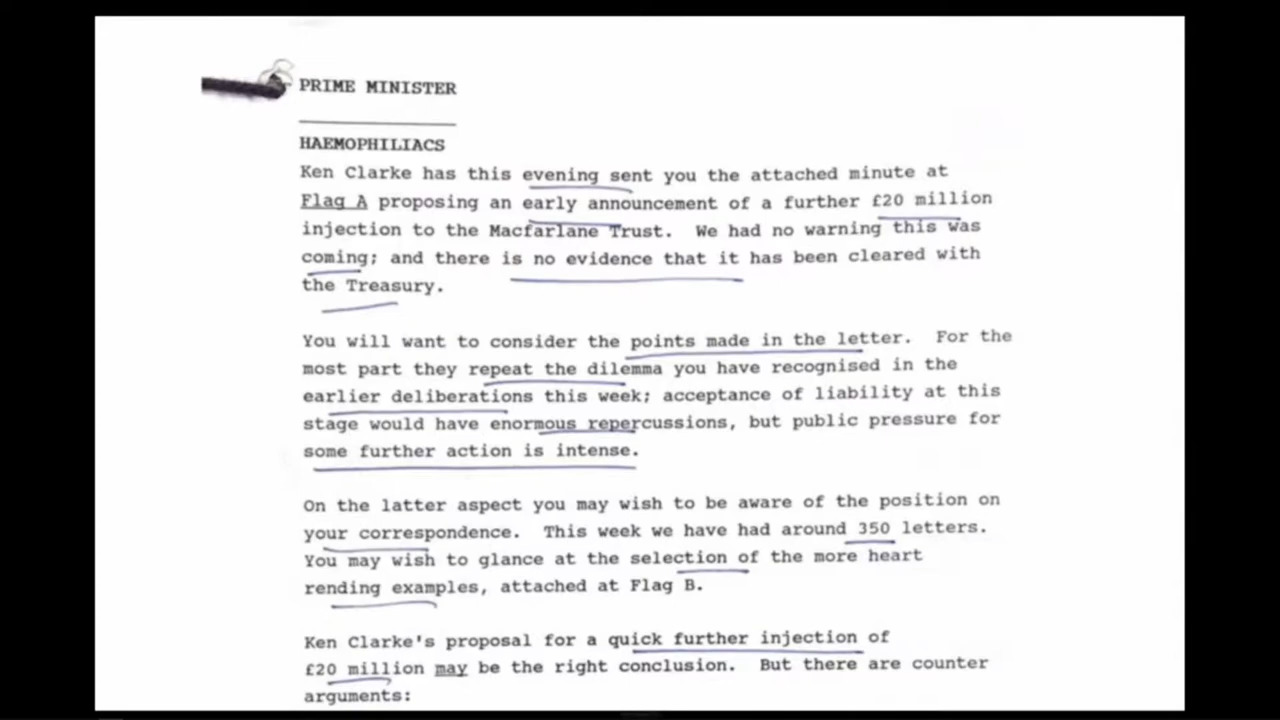 PRIME MINISTER
HAEMOPHILIACS
Ken Clarke has this evening sent you the attached minute at
Flag A proposing an early announcement of a further £20 million
injection to the Macfarlane Trust. We had no warning this was
coming; and there is no evidence that it has been cleared with
the Treasury.
You will want to consider the points made in the letter. For the
most part they repeat the dilemma you have recognised in the
earlier deliberations this week; acceptance of liability at this
stage would have enormous repercussions, but public pressure for
some further action is intense.
On the latter aspect you may wish to be aware of the position on
your correspondence. This week we have had around 350 letters.
You may wish to glance at the selection of the more heart
rending examples, attached at Flag B.
Ken Clarke's proposal for a quick further injection of
£20 million may be the right conclusion. But there are counter
arguments: